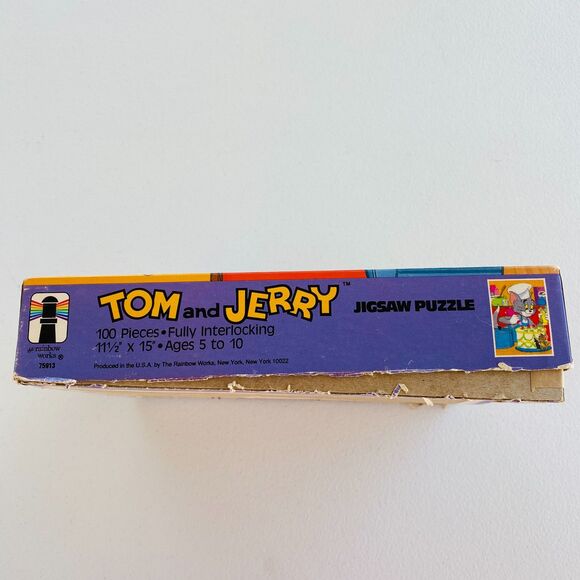 the rainbow
works ®
75913
TOM and JERRY™
JIGSAW PUZZLE
100 Pieces • Fully Interlocking
11½" x 15" • Ages 5 to 10
Produced in the U.S.A. by The Rainbow Works, New York, New York 10022